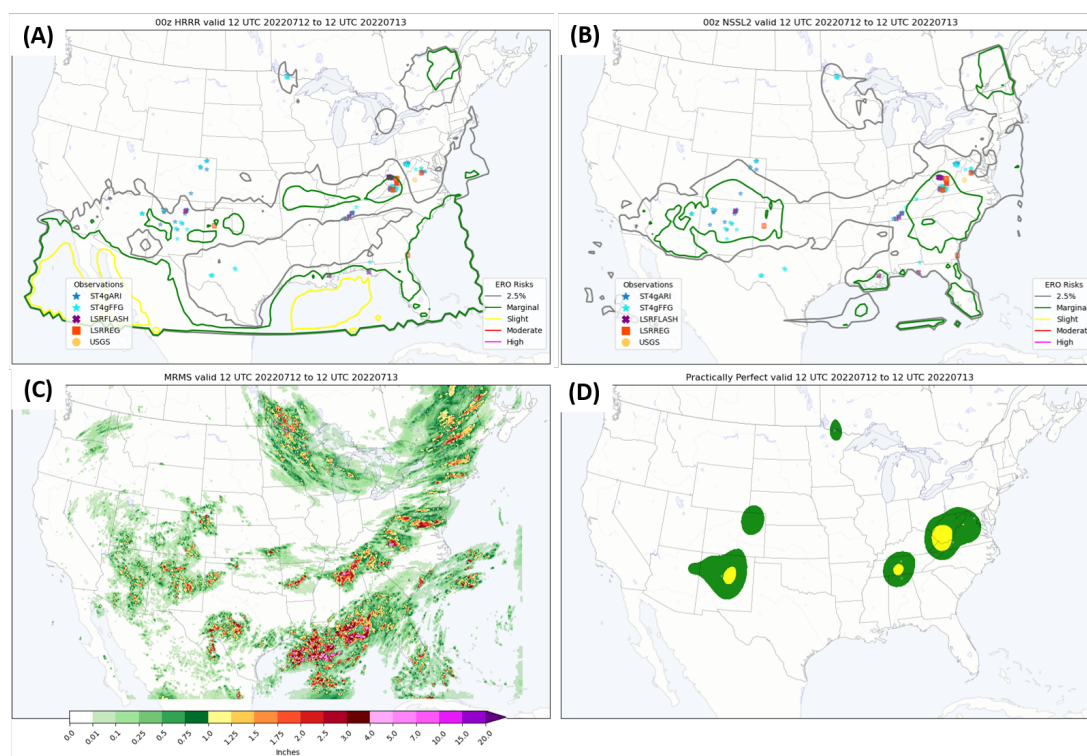 (A)
00z HRRR valid 12 UTC 20220712 to 12 UTC 20220713
Observations
ST4gARI
ST4gFFG
LSRFLASH
LSRREG
USGS
ERO Risks
2.5%
Marginal
Slight
Moderate
High
(B)
00z NSSL2 valid 12 UTC 20220712 to 12 UTC 20220713
Observations
ST4gARI
ST4gFFG
LSRFLASH
LSRREG
USGS
ERO Risks
2.5%
Marginal
Slight
Moderate
High
(C)
MRMS valid 12 UTC 20220712 to 12 UTC 20220713
0.0 0.01 0.1 0.25 0.5 0.75 1.0 1.25 1.5 1.75 2.0 2.5 3.0 4.0 5.0 7.0 10.0 15.0 20.0
Inches
(D)
Practically Perfect valid 12 UTC 20220712 to 12 UTC 20220713